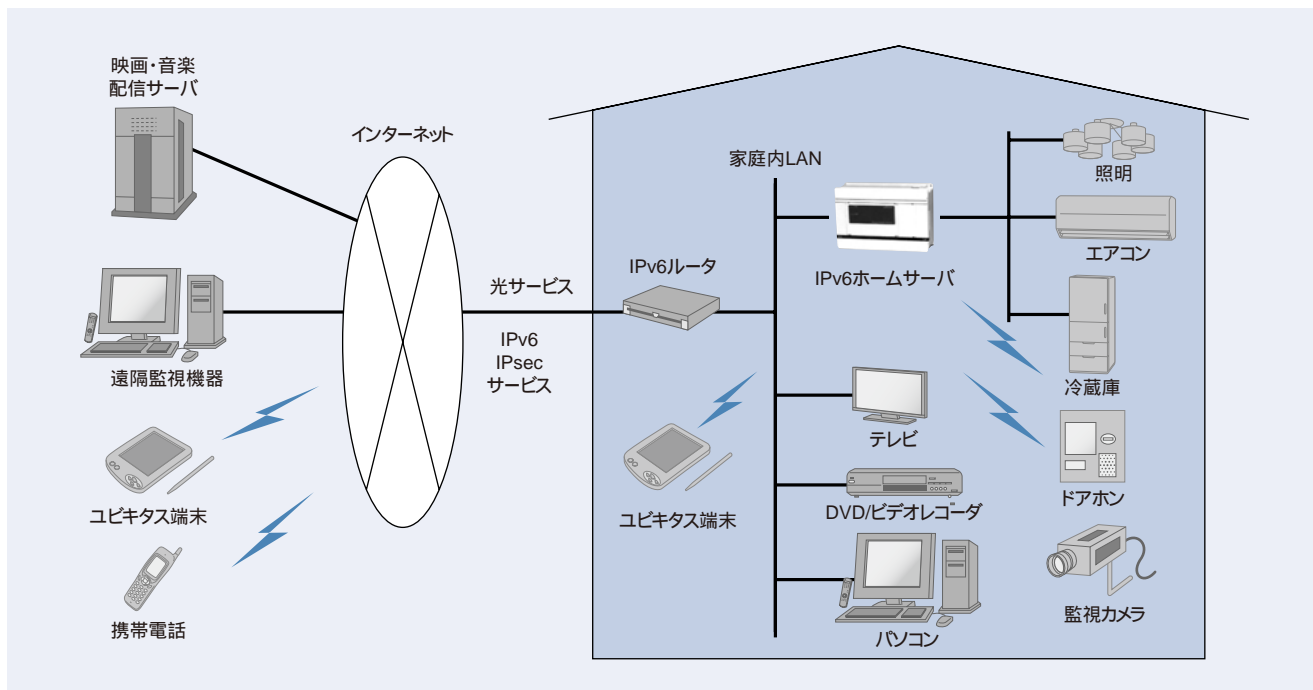 映画・音楽
配信サーバ
インターネット
遠隔監視機器
ユビキタス端末
携帯電話
光サービス
IPv6
IPsec
サービス
家庭内LAN
IPv6ルータ
IPv6ホームサーバ
照明
エアコン
冷蔵庫
テレビ
ドアホン
ユビキタス端末
DVD/ビデオレコーダ
監視カメラ
パソコン